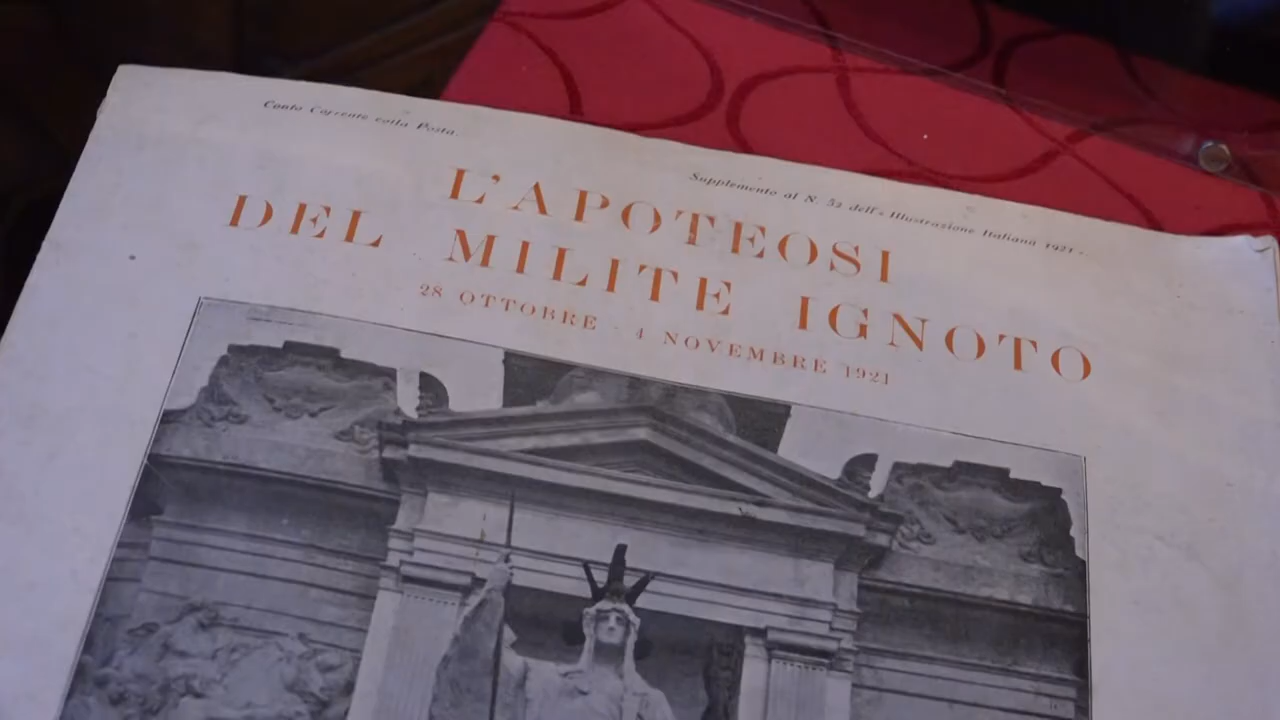 Conto Corrente colla Posta.
Supplemento al N. 52 dell'« Illustrazione Italiana 1921 ».
L'APOTEOSI
DEL MILITE IGNOTO
28 OTTOBRE - 4 NOVEMBRE 1921